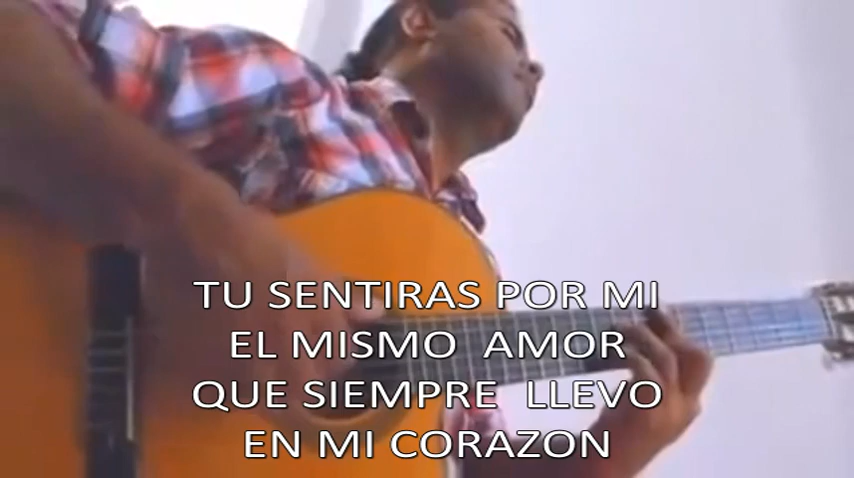 TU SENTIRAS POR MI
EL MISMO AMOR
QUE SIEMPRE LLEVO
EN MI CORAZON